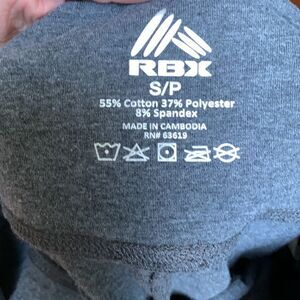 RBX
S/P
55% Cotton 37% Polyester
8% Spandex
MADE IN CAMBODIA
RN# 63619